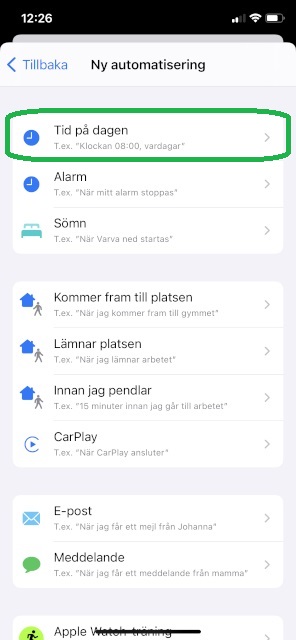 12:26
Tillbaka
Ny automatisering
Tid på dagen
T.ex. "Klockan 08:00, vardagar"
Alarm
T.ex. "När mitt alarm stoppas"
Sömn
T.ex. "När Varva ned startas"
Kommer fram till platsen
T.ex. "När jag kommer fram till gymmet"
Lämnar platsen
T.ex. "När jag lämnar arbetet"
Innan jag pendlar
T.ex. "15 minuter innan jag går till arbetet"
CarPlay
T.ex. "När CarPlay ansluter"
E-post
T.ex. "När jag får ett mejl från Johanna"
Meddelande
T.ex. "När jag får ett meddelande från mamma"
Apple Watch-träning